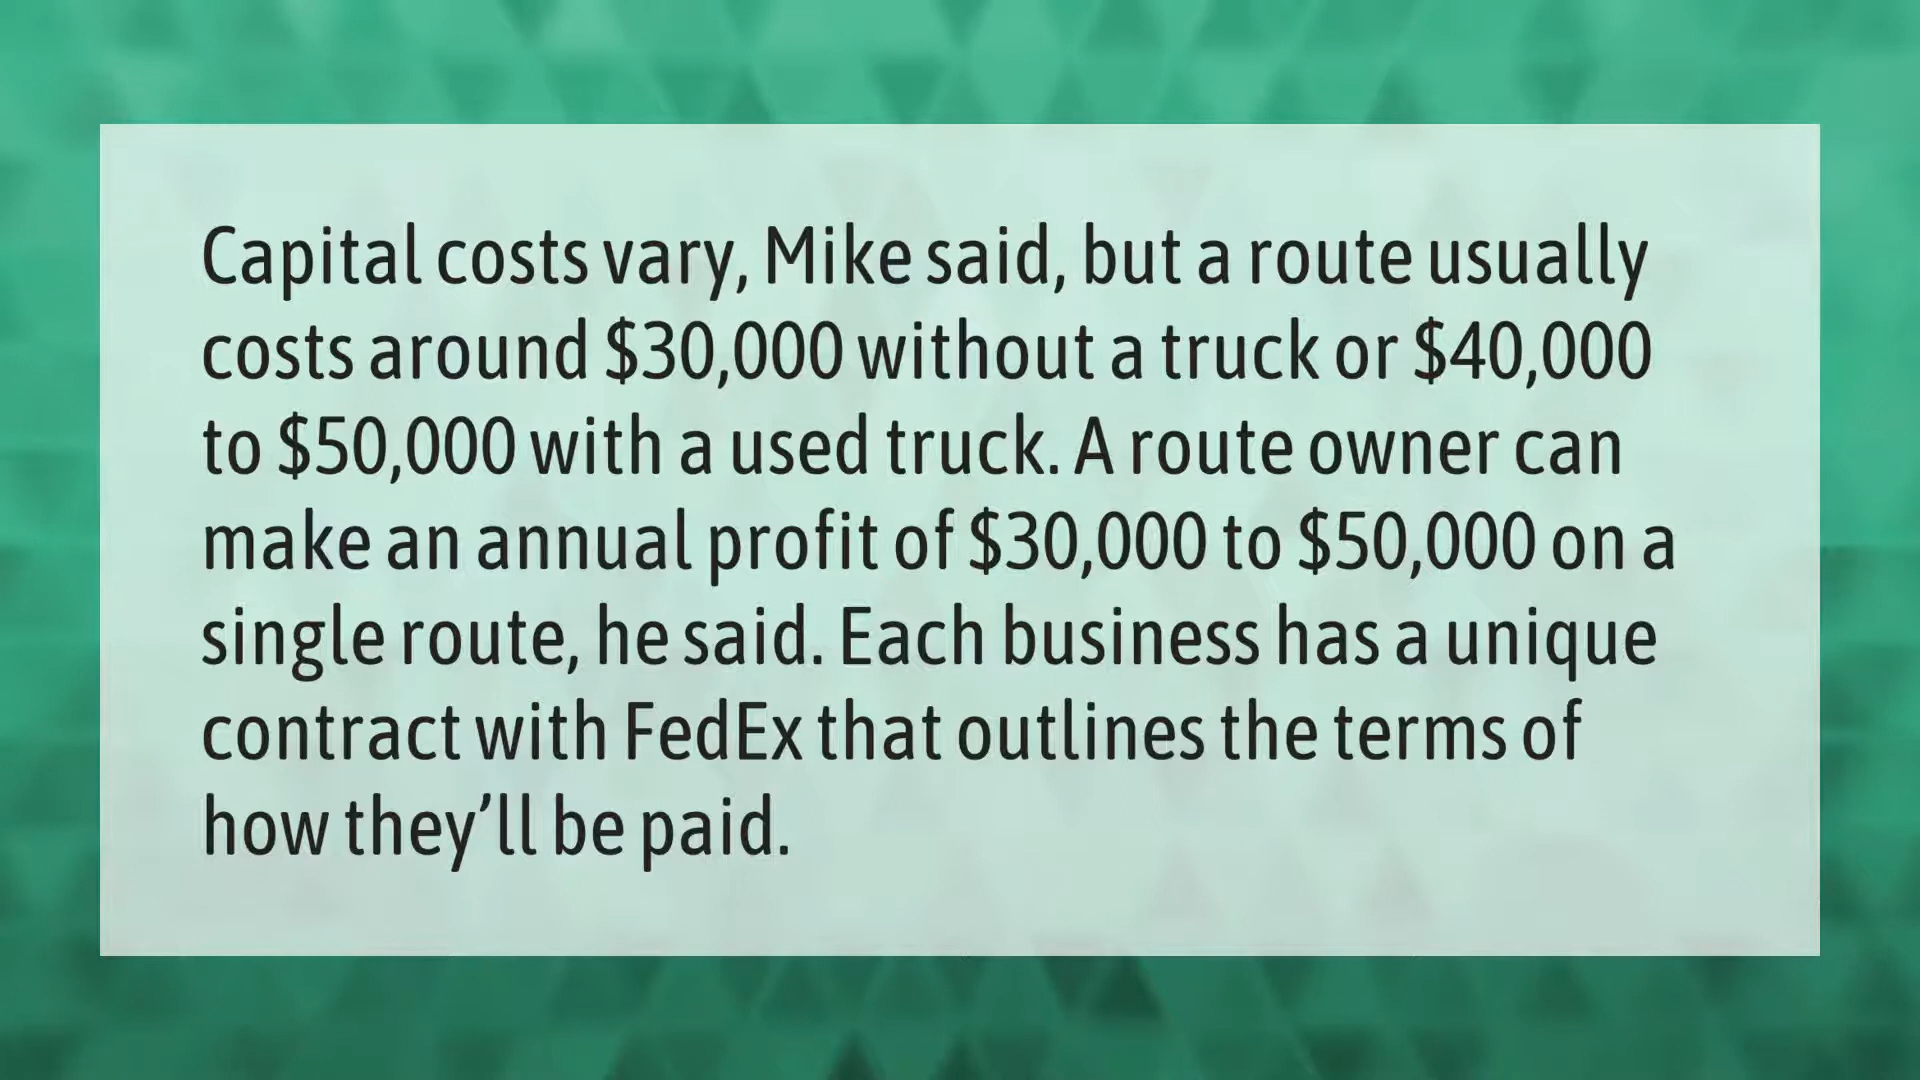 Capital costs vary, Mike said, but a route usually
costs around $30,000 without a truck or $40,000
to $50,000 with a used truck. A route owner can
make an annual profit of $30,000 to $50,000 on a
single route, he said. Each business has a unique
contract with FedEx that outlines the terms of
how they’ll be paid.